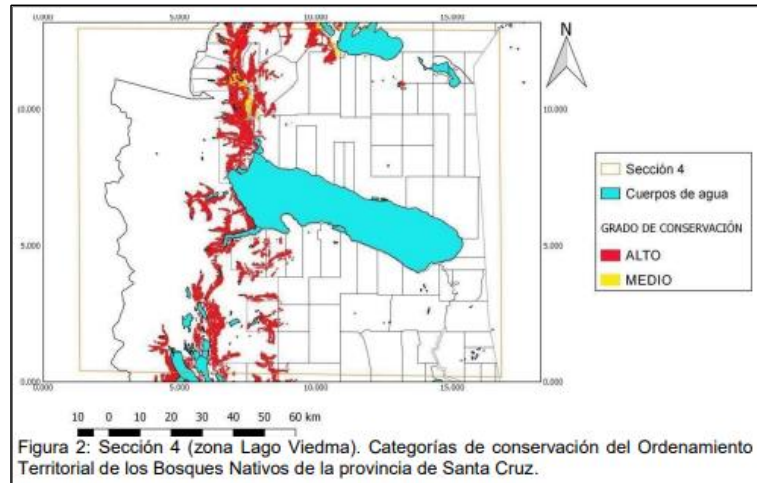 5.000 10.000 15.000
N
10.000 10.000
5.000 5.000
0.000 0.000
0.000 5.000 10.000 15.000
Sección 4
Cuerpos de agua
GRADO DE CONSERVACIÓN
ALTO
MEDIO
10 0 10 20 30 40 50 60 km
Figura 2: Sección 4 (zona Lago Viedma). Categorías de conservación del Ordenamiento
Territorial de los Bosques Nativos de la provincia de Santa Cruz.